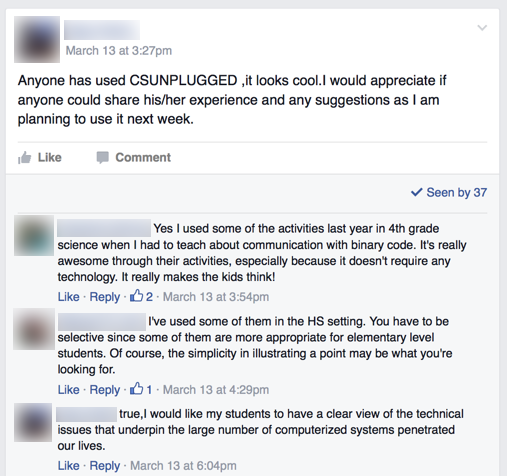 March 13 at 3:27pm
Anyone has used CSUNPLUGGED ,it looks cool.I would appreciate if
anyone could share his/her experience and any suggestions as I am
planning to use it next week.
Like Comment
Seen by 37
Yes I used some of the activities last year in 4th grade
science when I had to teach about communication with binary code. It's really
awesome through their activities, especially because it doesn't require any
technology. It really makes the kids think!
Like · Reply · 2 · March 13 at 3:54pm
I've used some of them in the HS setting. You have to be
selective since some of them are more appropriate for elementary level
students. Of course, the simplicity in illustrating a point may be what you're
looking for.
Like · Reply · 1 · March 13 at 4:29pm
true,I would like my students to have a clear view of the technical
issues that underpin the large number of computerized systems penetrated
our lives.
Like · Reply · March 13 at 6:04pm